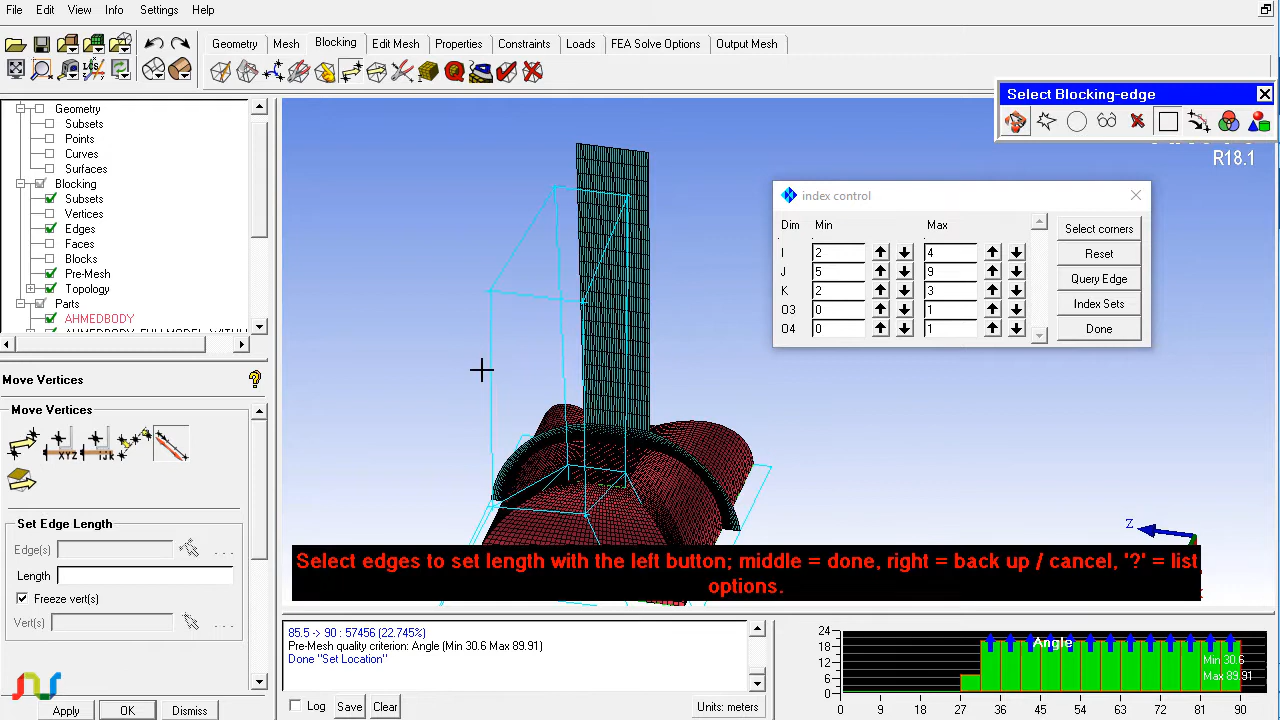 File Edit View Info Settings Help
Geometry Mesh Blocking Edit Mesh Properties Constraints Loads FEA Solve Options Output Mesh
LCS
Select Blocking-edge
R18.1
Geometry
Subsets
Points
Curves
Surfaces
Blocking
Subsets
Vertices
Edges
Faces
Blocks
Pre-Mesh
Topology
Parts
AHMEDBODY
index control
Dim Min Max
I 2 4
J 5 9
K 2 3
O3 0 1
O4 0 1
Select corners
Reset
Query Edge
Index Sets
Done
Move Vertices
Move Vertices
XYZ IJK
Set Edge Length
Edge(s)
Length
Freeze vert(s)
Vert(s)
Apply OK Dismiss
Z
Select edges to set length with the left button; middle = done, right = back up / cancel, '?' = list
options.
85.5 -> 90 : 57456 (22.745%)
Pre-Mesh quality criterion: Angle (Min 30.6 Max 89.91)
Done "Set Location"
Log Save Clear Units: meters
Angle
Min 30.6
Max 89.91
24
18
12
6
0
0 9 18 27 36 45 54 63 72 81 90